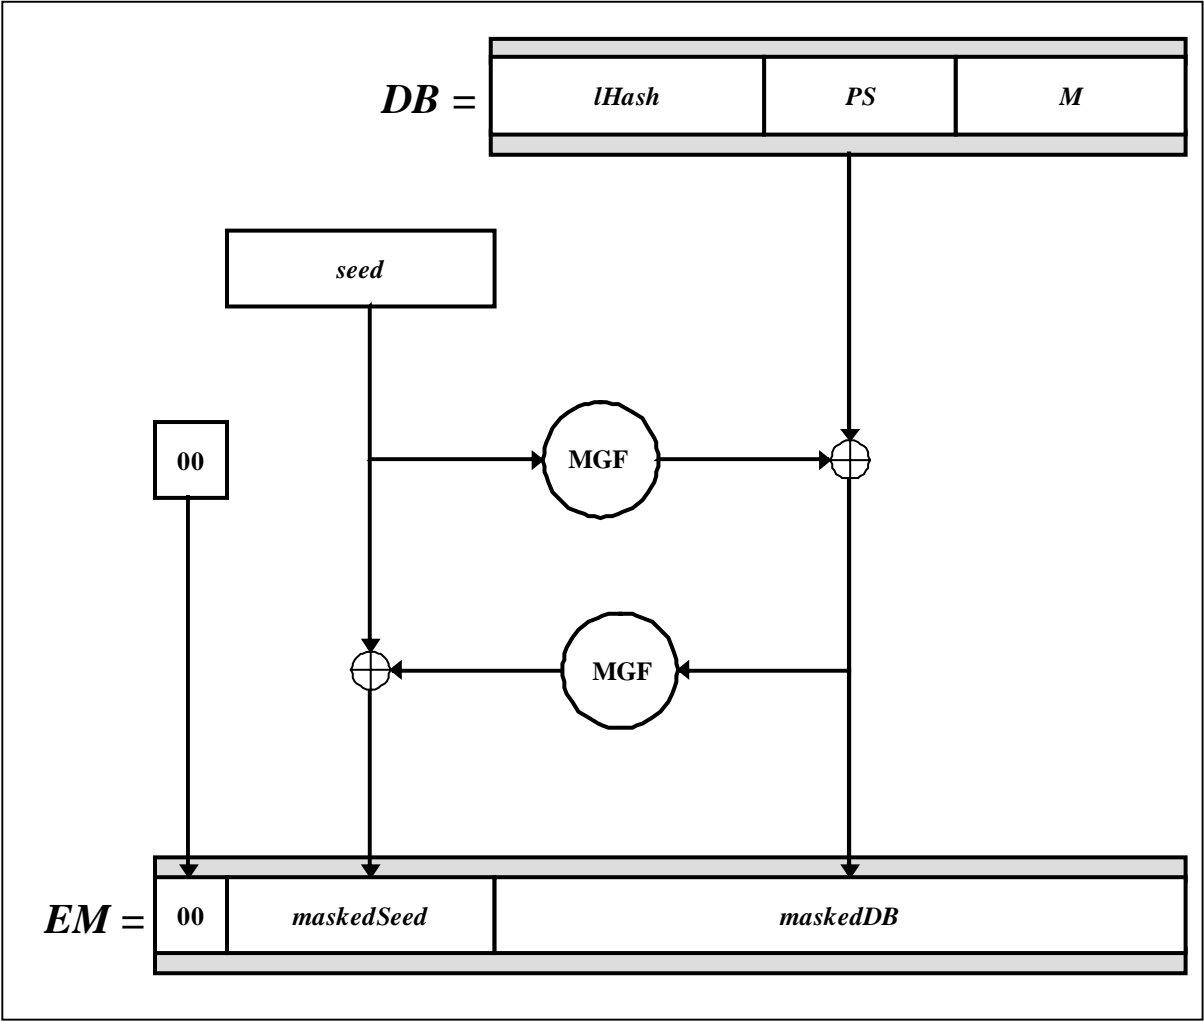 DB = lHash PS M
seed
MGF
00
MGF
EM = 00 maskedSeed maskedDB